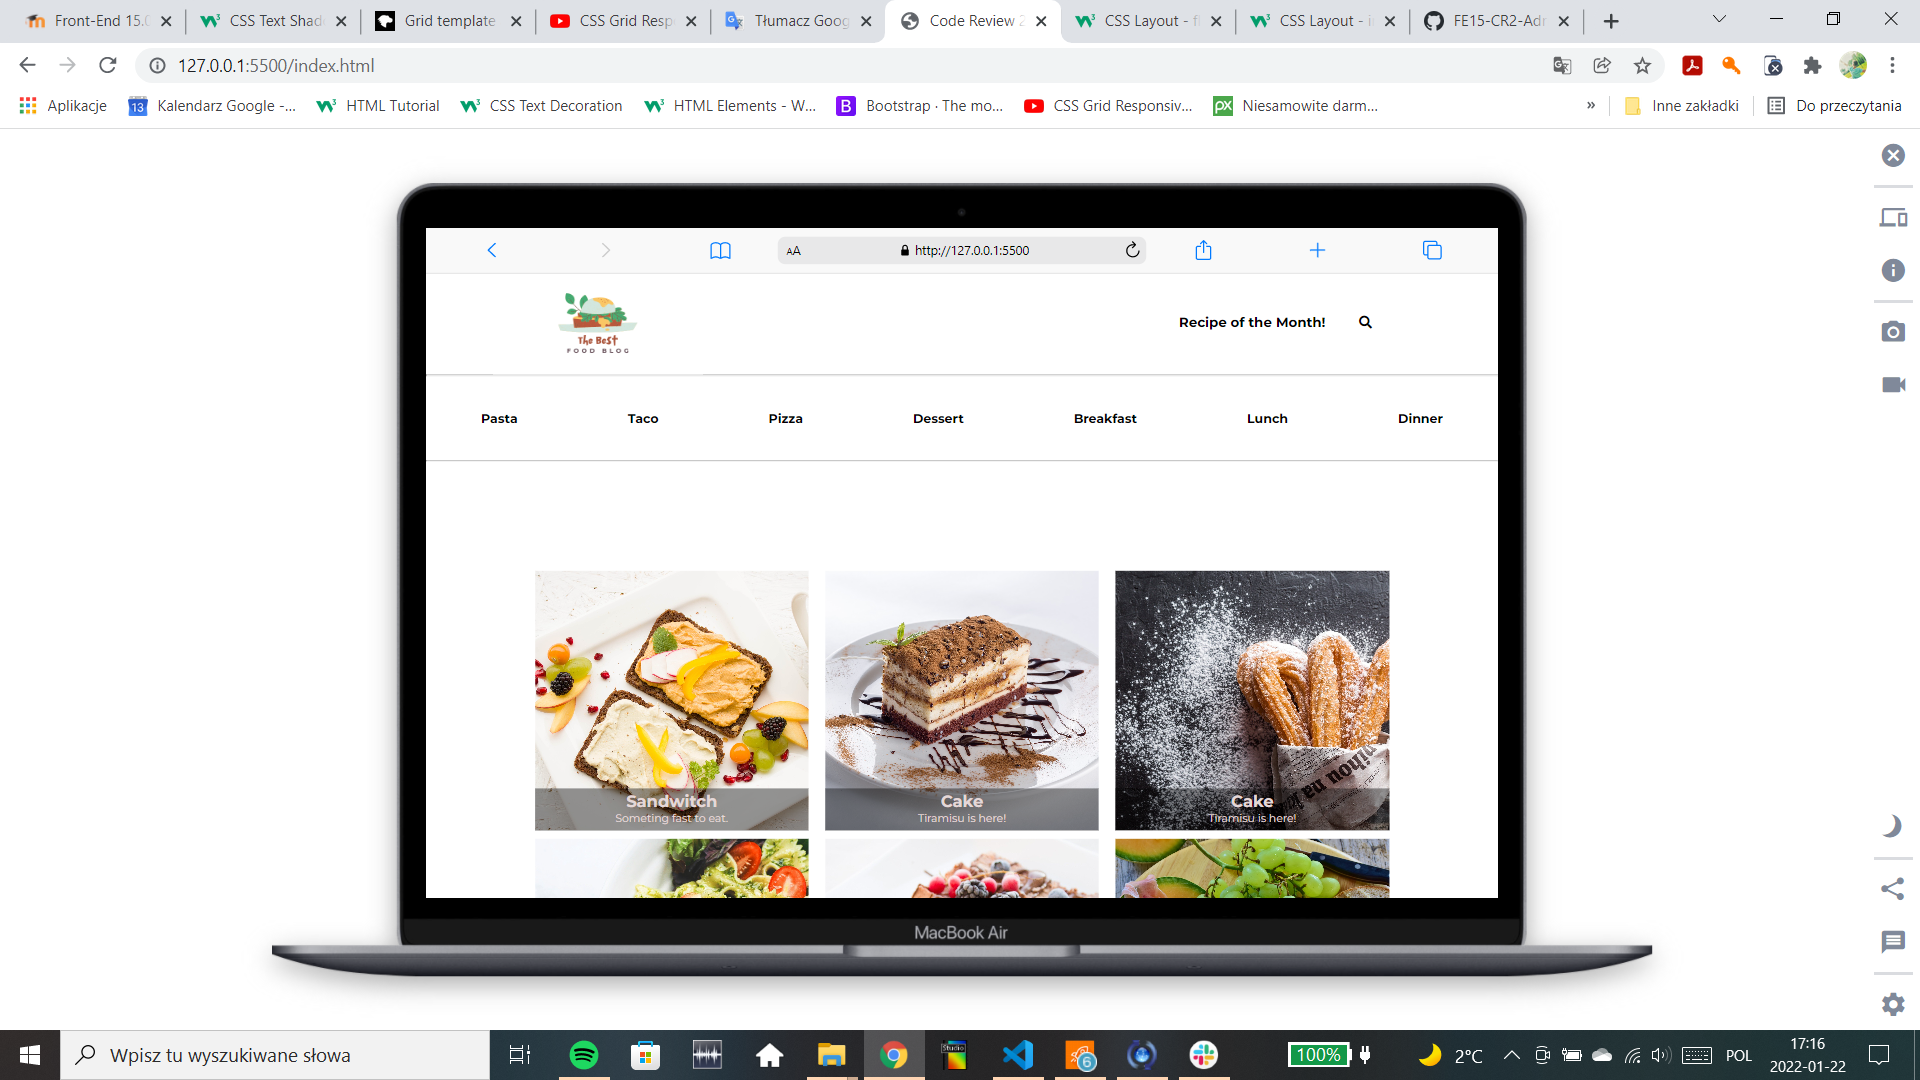 Front-End 15.0
CSS Text Shad
Grid template
CSS Grid Resp
Tłumacz Goog
Code Review 2
CSS Layout - f
CSS Layout - i
FE15-CR2-Adr
127.0.0.1:5500/index.html
Aplikacje
Kalendarz Google -...
HTML Tutorial
CSS Text Decoration
HTML Elements - W...
Bootstrap · The mo...
CSS Grid Responsiv...
Niesamowite darm...
»
Inne zakładki
Do przeczytania
AA
http://127.0.0.1:5500
The Best
FOOD BLOG
Recipe of the Month!
Pasta
Taco
Pizza
Dessert
Breakfast
Lunch
Dinner
Sandwitch
Someting fast to eat.
Cake
Tiramisu is here!
Cake
Tiramisu is here!
MacBook Air
Wpisz tu wyszukiwane słowa
Studio
6
100%
2°C
POL
17:16
2022-01-22